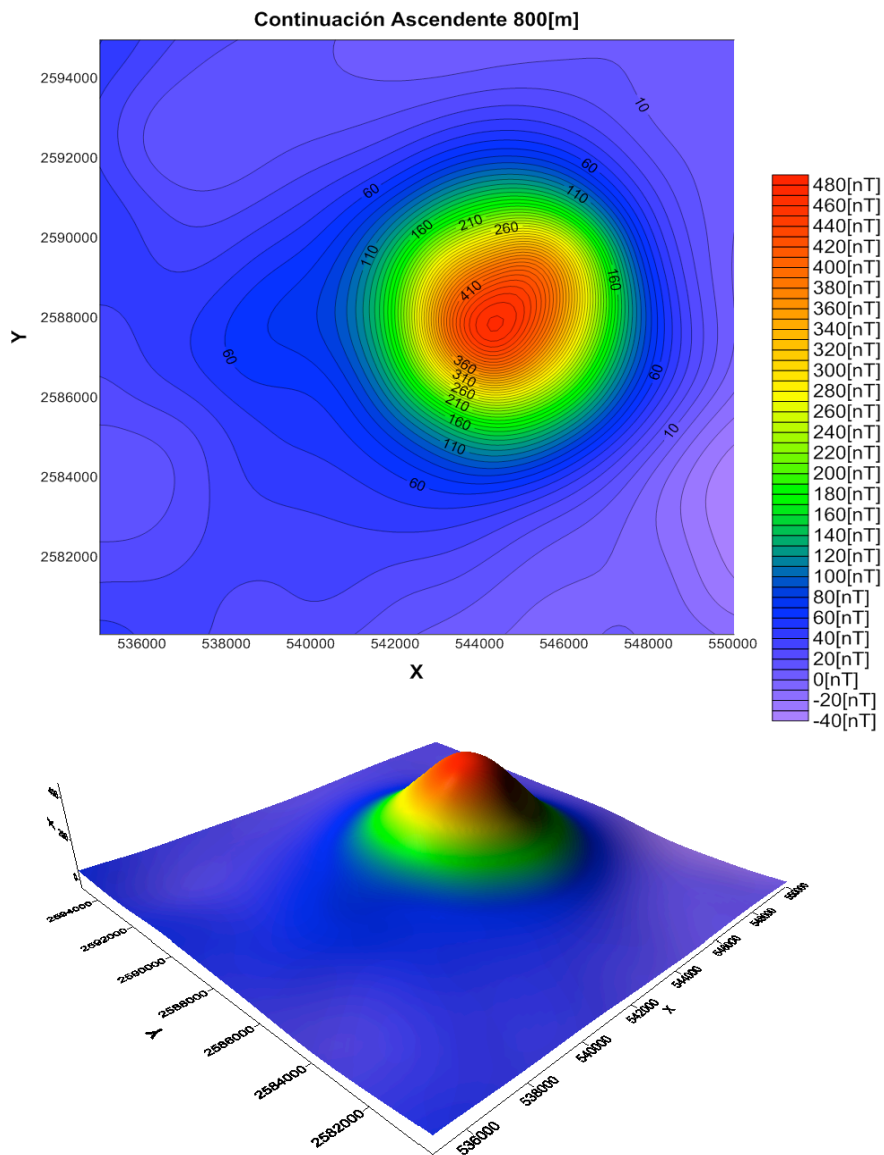 Continuación Ascendente 800[m]
2594000
2592000
2590000
2588000
2586000
2584000
2582000
Y
536000 538000 540000 542000 544000 546000 548000 550000
X
10
60
60
110
110
160
210
260
160
410
60
360
310
260
210
160
110
60
60
10
480[nT]
460[nT]
440[nT]
420[nT]
400[nT]
380[nT]
360[nT]
340[nT]
320[nT]
300[nT]
280[nT]
260[nT]
240[nT]
220[nT]
200[nT]
180[nT]
160[nT]
140[nT]
120[nT]
100[nT]
80[nT]
60[nT]
40[nT]
20[nT]
0[nT]
-20[nT]
-40[nT]
2594000
2592000
2590000
2588000
2586000
2584000
2582000
Y
536000
538000
540000
542000
544000
546000
548000
550000
X